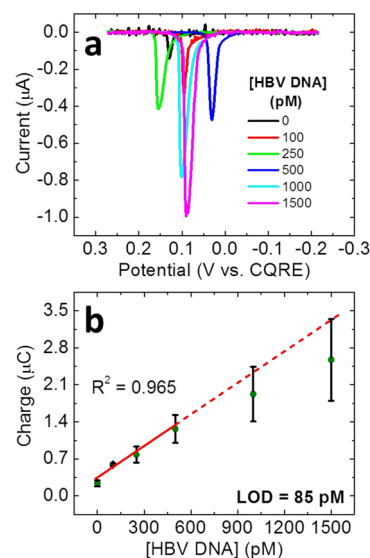 a
0.0
-0.2
-0.4
-0.6
-0.8
-1.0
Current (μA)
[HBV DNA]
(pM)
0
100
250
500
1000
1500
0.3 0.2 0.1 0.0 -0.1 -0.2 -0.3
Potential (V vs. CQRE)
b
3.5
2.8
2.1
1.4
0.7
0.0
Charge (μC)
R² = 0.965
LOD = 85 pM
0 300 600 900 1200 1500
[HBV DNA] (pM)